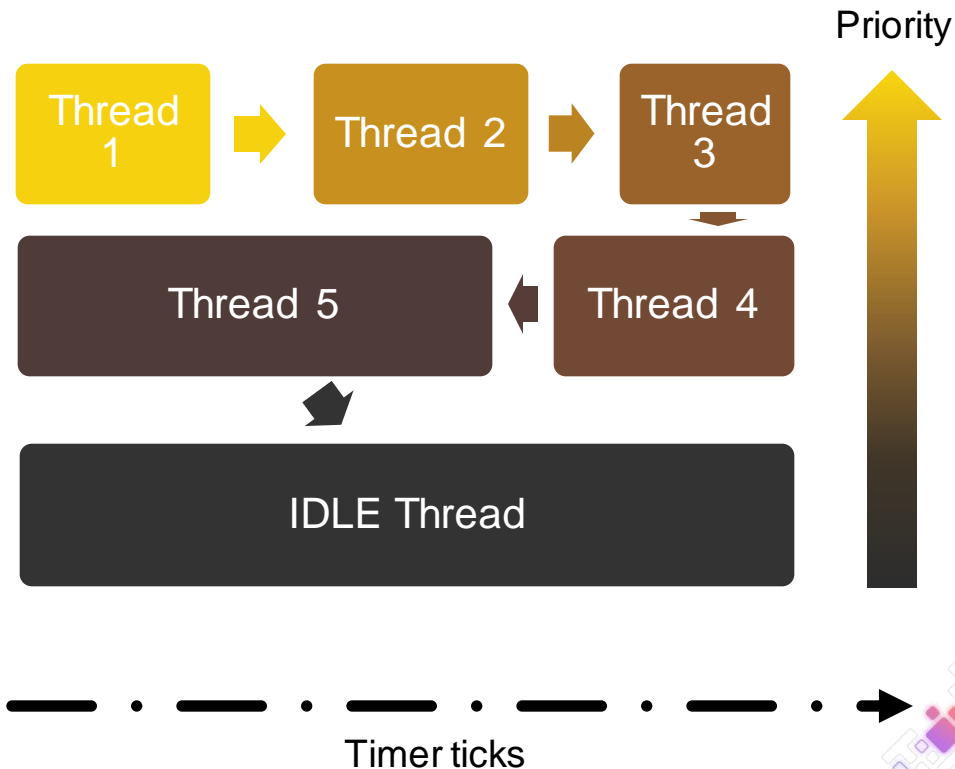 Priority
Thread
1
Thread 2
Thread
3
Thread 5
Thread 4
IDLE Thread
Timer ticks